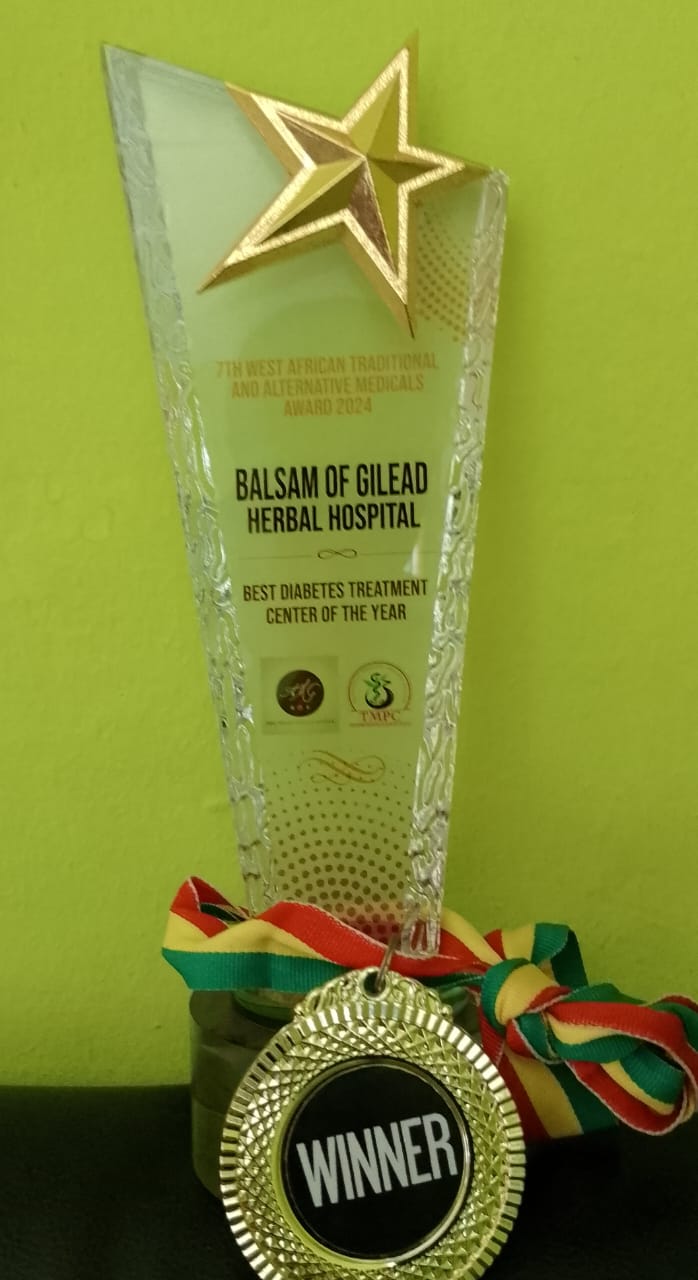 7TH WEST AFRICAN TRADITIONAL
AND ALTERNATIVE MEDICALS
AWARD 2024
BALSAM OF GILEAD
HERBAL HOSPITAL
BEST DIABETES TREATMENT
CENTER OF THE YEAR
TMPC
WINNER